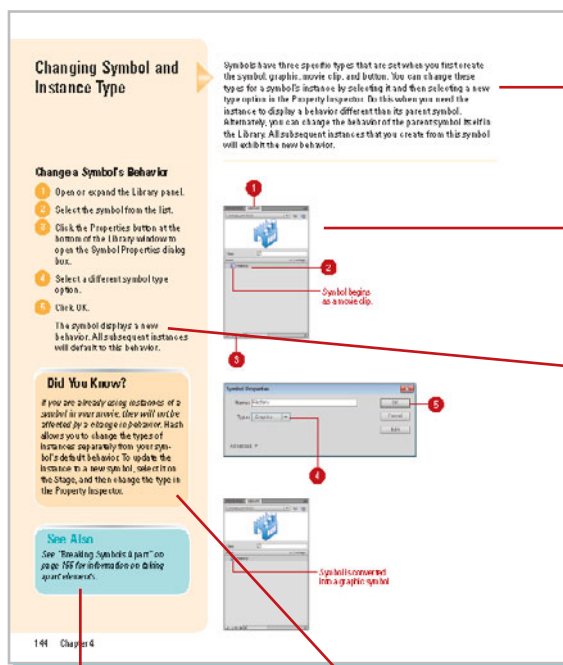 Changing Symbol and
Instance Type
Symbols have three specific types that are set when you first create
the symbol: graphic, movie clip, and button. You can change these
types for a symbol's instance by selecting it and then selecting a new
type option in the Property Inspector. Do this when you need the
instance to display a behavior different than its parent symbol.
Alternately, you can change the behavior of the parent symbol itself in
the Library. All subsequent instances that you create from this symbol
will exhibit the new behavior.
Change a Symbol's Behavior
1 Open or expand the Library panel.
2 Select the symbol from the list.
3 Click the Properties button at the
bottom of the Library window to
open the Symbol Properties dialog
box.
4 Select a different symbol type
option.
5 Click OK.
The symbol displays a new
behavior. All subsequent instances
will default to this behavior.
Did You Know?
If you are already using instances of a
symbol in your movie, they will not be
affected by a change in behavior. Flash
allows you to change the types of
instances separately from your sym-
bol's default behavior. To update the
instance to a new symbol, select it on
the Stage, and then change the type in
the Property Inspector.
See Also
See "Breaking Symbols Apart" on
page 166 for information on taking
apart elements.
1
2
Symbol begins
as a movie clip.
3
Symbol Properties
Name: Factory
OK
5
Type: Graphic
Cancel
Advanced
4
Symbol is converted
into a graphic symbol
144 Chapter 4